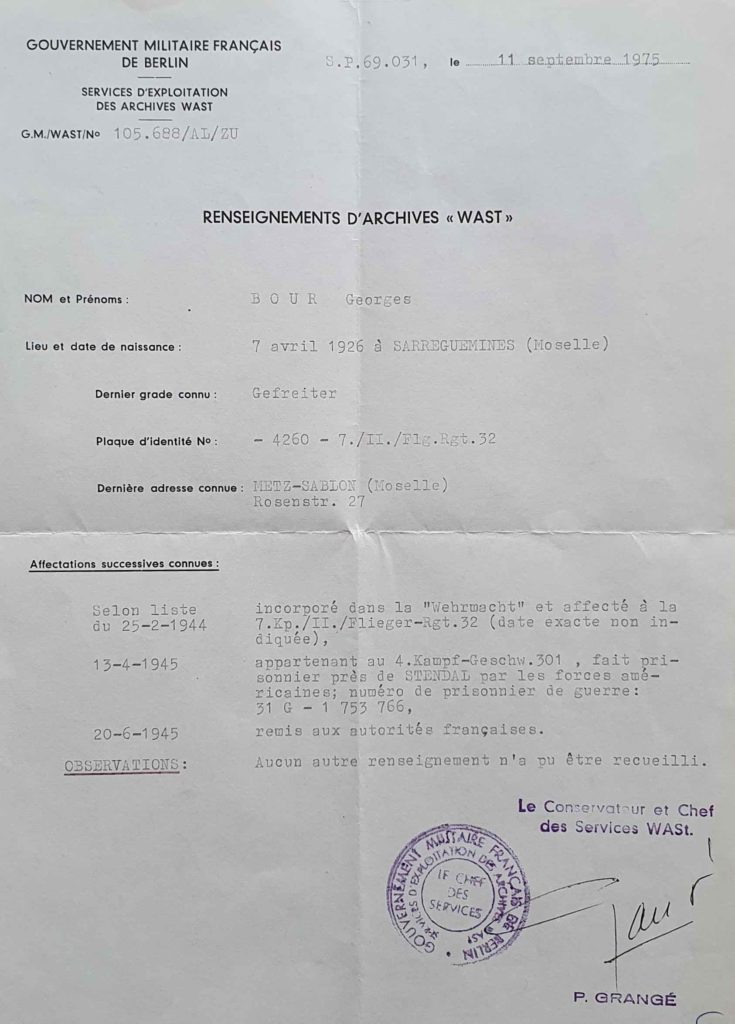 GOUVERNEMENT MILITAIRE FRANÇAIS
DE BERLIN
S.P.69.031, le 11 septembre 1975
SERVICES D'EXPLOITATION
DES ARCHIVES WAST
G.M./WAST/Nº 105.688/AL/ZU
RENSEIGNEMENTS D'ARCHIVES « WAST »
NOM et Prénoms : B O U R Georges
Lieu et date de naissance : 7 avril 1926 à SARREGUEMINES (Moselle)
Dernier grade connu : Gefreiter
Plaque d'identité Nº : - 4260 - 7./II./Flg.Rgt.32
Dernière adresse connue : METZ-SABLON (Moselle)
Rosenstr. 27
Affectations successives connues :
Selon liste incorporé dans la "Wehrmacht" et affecté à la
du 25-2-1944 7.Kp./II./Flieger-Rgt.32 (date exacte non in-
diquée),
13-4-1945 appartenant au 4.Kampf-Geschw.301 , fait pri-
sonnier près de STENDAL par les forces amé-
ricaines; numéro de prisonnier de guerre:
31 G - 1 753 766,
20-6-1945 remis aux autorités françaises.
OBSERVATIONS: Aucun autre renseignement n'a pu être recueilli.
Le Conservateur et Chef
des Services WASt.
GOUVERNEMENT MILITAIRE FRANÇAIS DE BERLIN
SERVICES D'EXPLOITATION DES ARCHIVES WAST
LE CHEF
DES
SERVICES
P. GRANGÉ